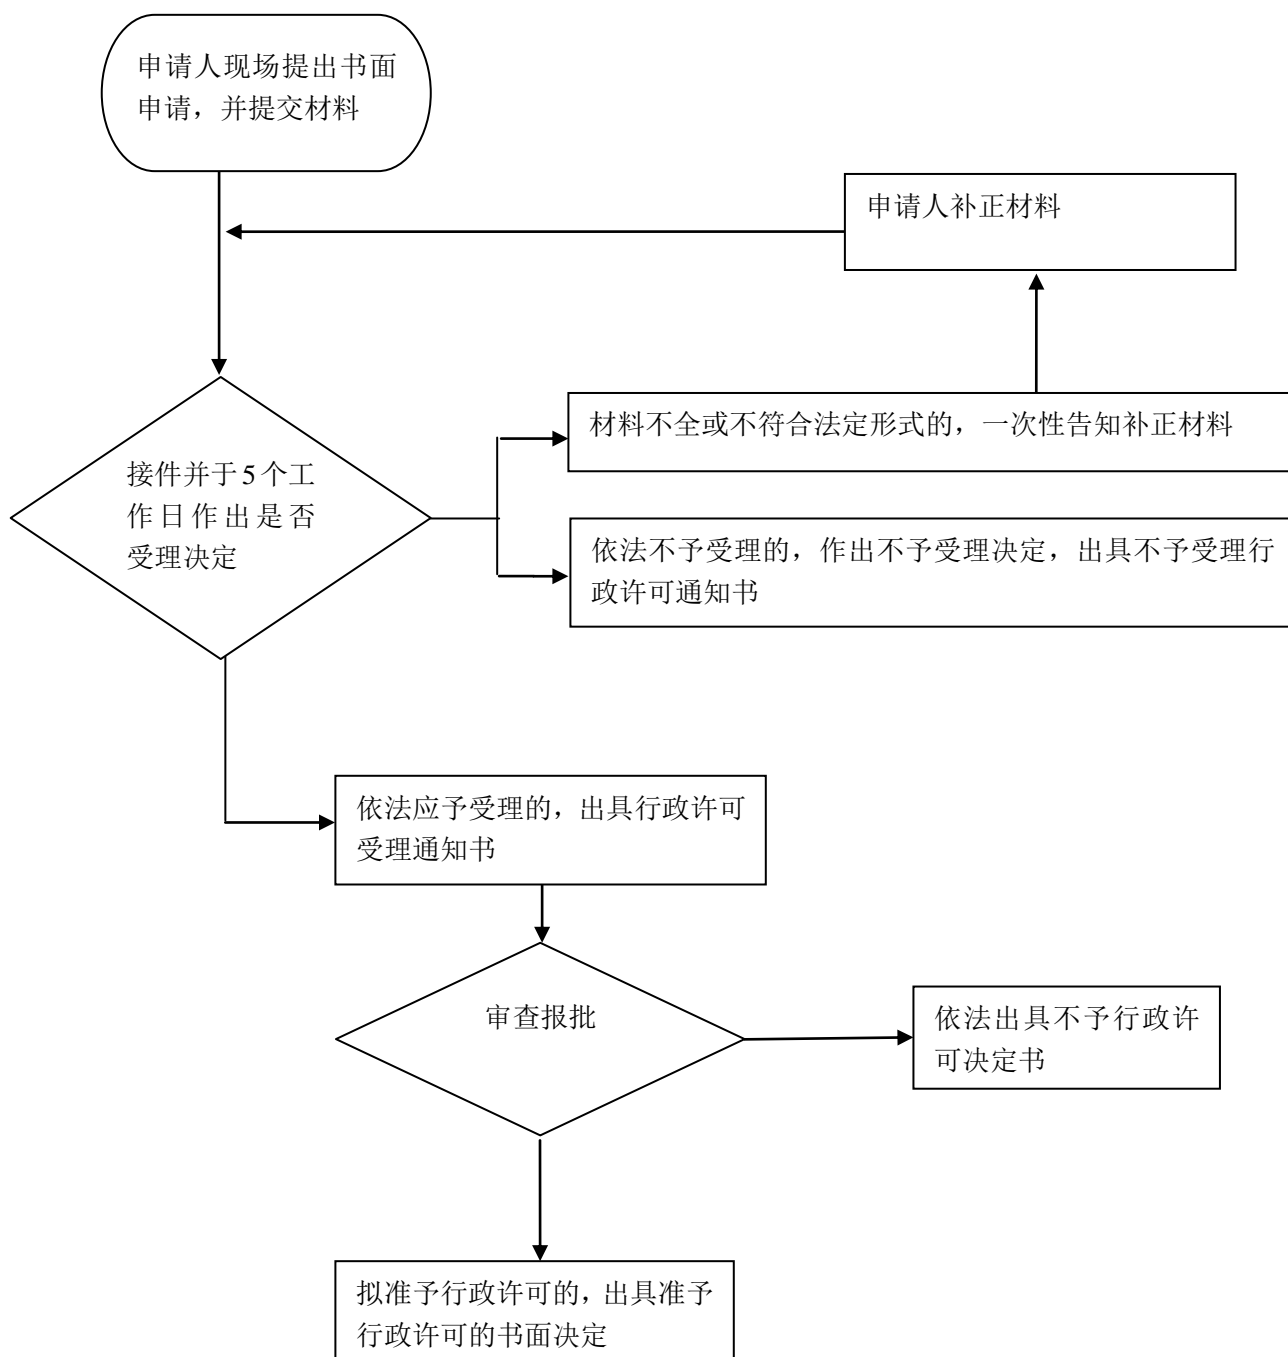 申请人现场提出书面
申请，并提交材料
申请人补正材料
材料不全或不符合法定形式的，一次性告知补正材料
接件并于5个工
作日作出是否
受理决定
依法不予受理的，作出不予受理决定，出具不予受理行
政许可通知书
依法应予受理的，出具行政许可
受理通知书
审查报批
依法出具不予行政许
可决定书
拟准予行政许可的，出具准予
行政许可的书面决定